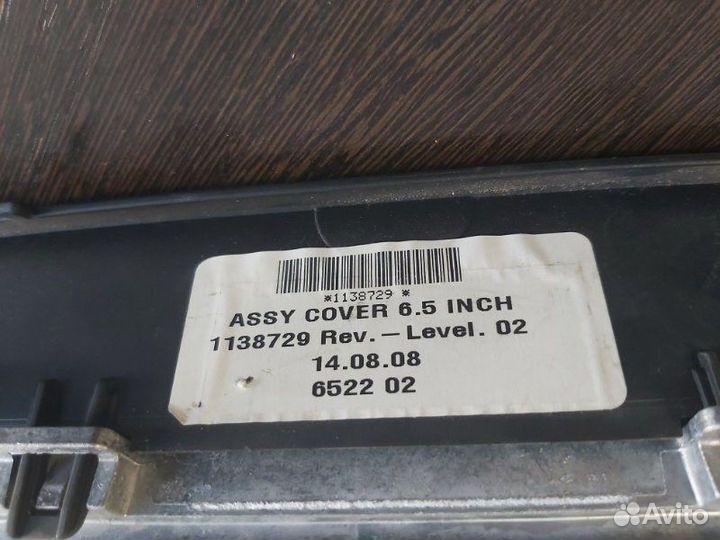 *1138729 *
ASSY COVER 6.5 INCH
1138729 Rev. – Level. 02
14.08.08
6522 02
Avito